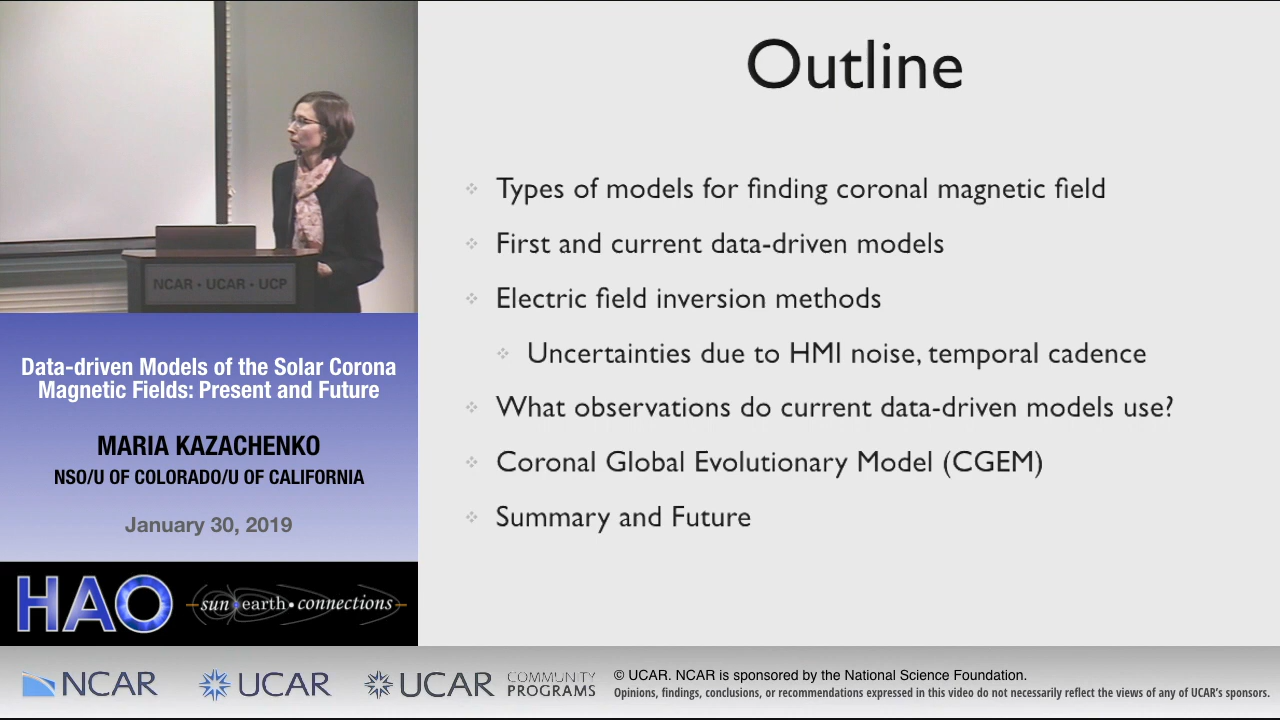 Outline
Types of models for finding coronal magnetic field
First and current data-driven models
Electric field inversion methods
Uncertainties due to HMI noise, temporal cadence
What observations do current data-driven models use?
Coronal Global Evolutionary Model (CGEM)
Summary and Future
NCAR • UCAR • UCP
Data-driven Models of the Solar Corona
Magnetic Fields: Present and Future
MARIA KAZACHENKO
NSO/U OF COLORADO/U OF CALIFORNIA
January 30, 2019
HAO
sun•earth•connections
NCAR
UCAR
UCAR
COMMUNITY
PROGRAMS
© UCAR. NCAR is sponsored by the National Science Foundation.
Opinions, findings, conclusions, or recommendations expressed in this video do not necessarily reflect the views of any of UCAR's sponsors.